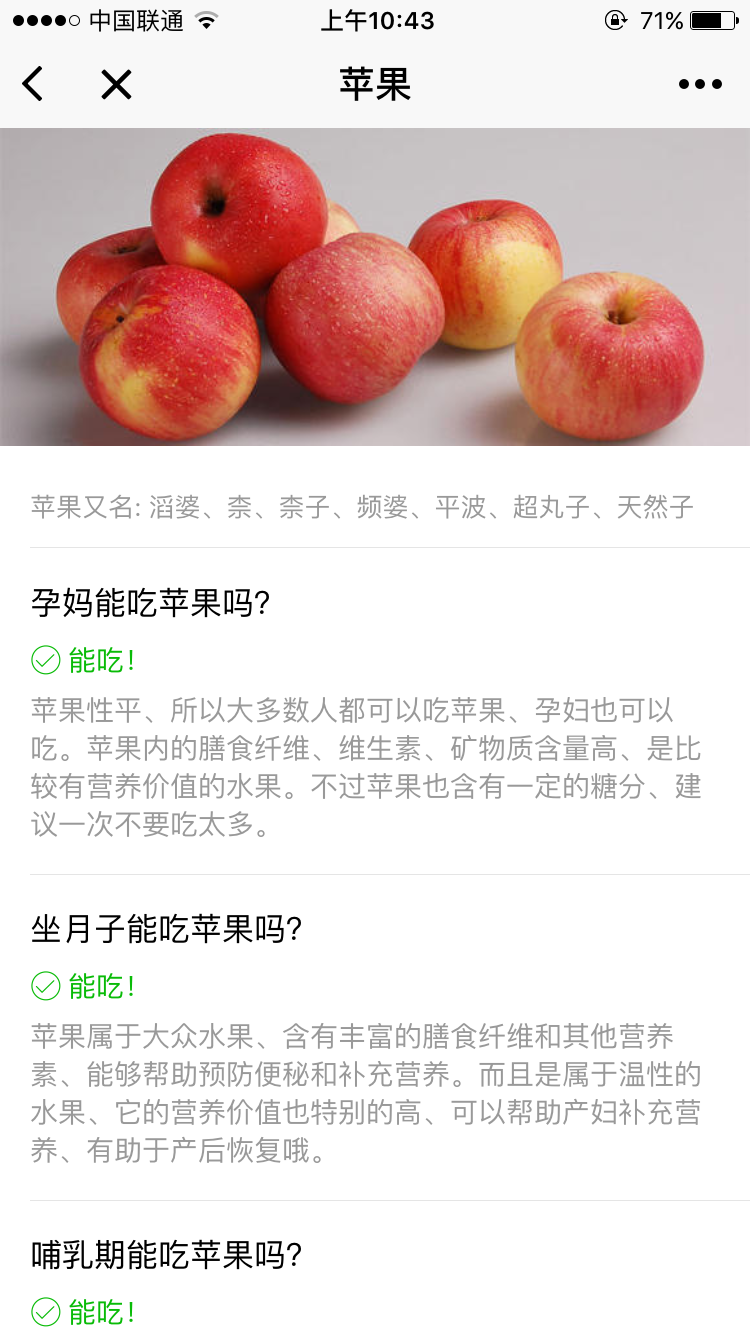 中国联通 上午10:43 71%
苹果
苹果又名: 滔婆、柰、柰子、频婆、平波、超丸子、天然子
孕妈能吃苹果吗?
能吃!
苹果性平、所以大多数人都可以吃苹果、孕妇也可以
吃。苹果内的膳食纤维、维生素、矿物质含量高、是比
较有营养价值的水果。不过苹果也含有一定的糖分、建
议一次不要吃太多。
坐月子能吃苹果吗?
能吃!
苹果属于大众水果、含有丰富的膳食纤维和其他营养
素、能够帮助预防便秘和补充营养。而且是属于温性的
水果、它的营养价值也特别的高、可以帮助产妇补充营
养、有助于产后恢复哦。
哺乳期能吃苹果吗?
能吃!